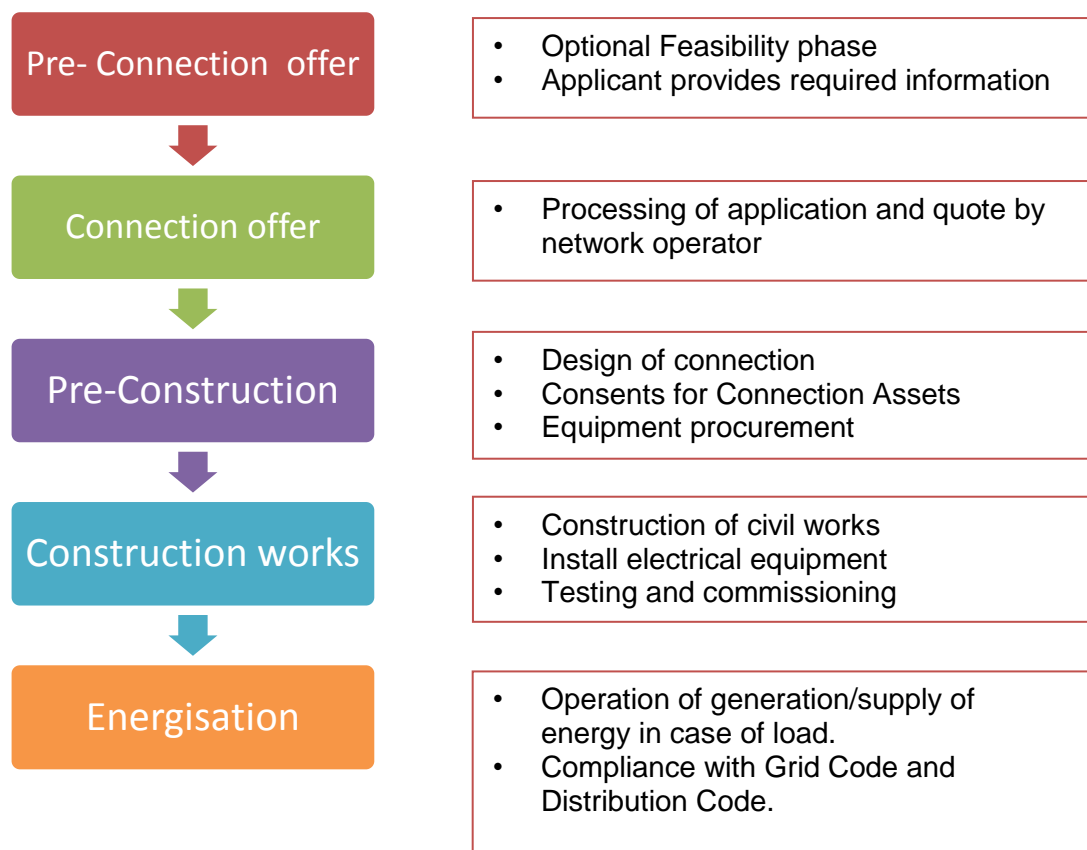 Pre- Connection offer
• Optional Feasibility phase
• Applicant provides required information
Connection offer
• Processing of application and quote by
network operator
Pre-Construction
• Design of connection
• Consents for Connection Assets
• Equipment procurement
Construction works
• Construction of civil works
• Install electrical equipment
• Testing and commissioning
Energisation
• Operation of generation/supply of
energy in case of load.
• Compliance with Grid Code and
Distribution Code.